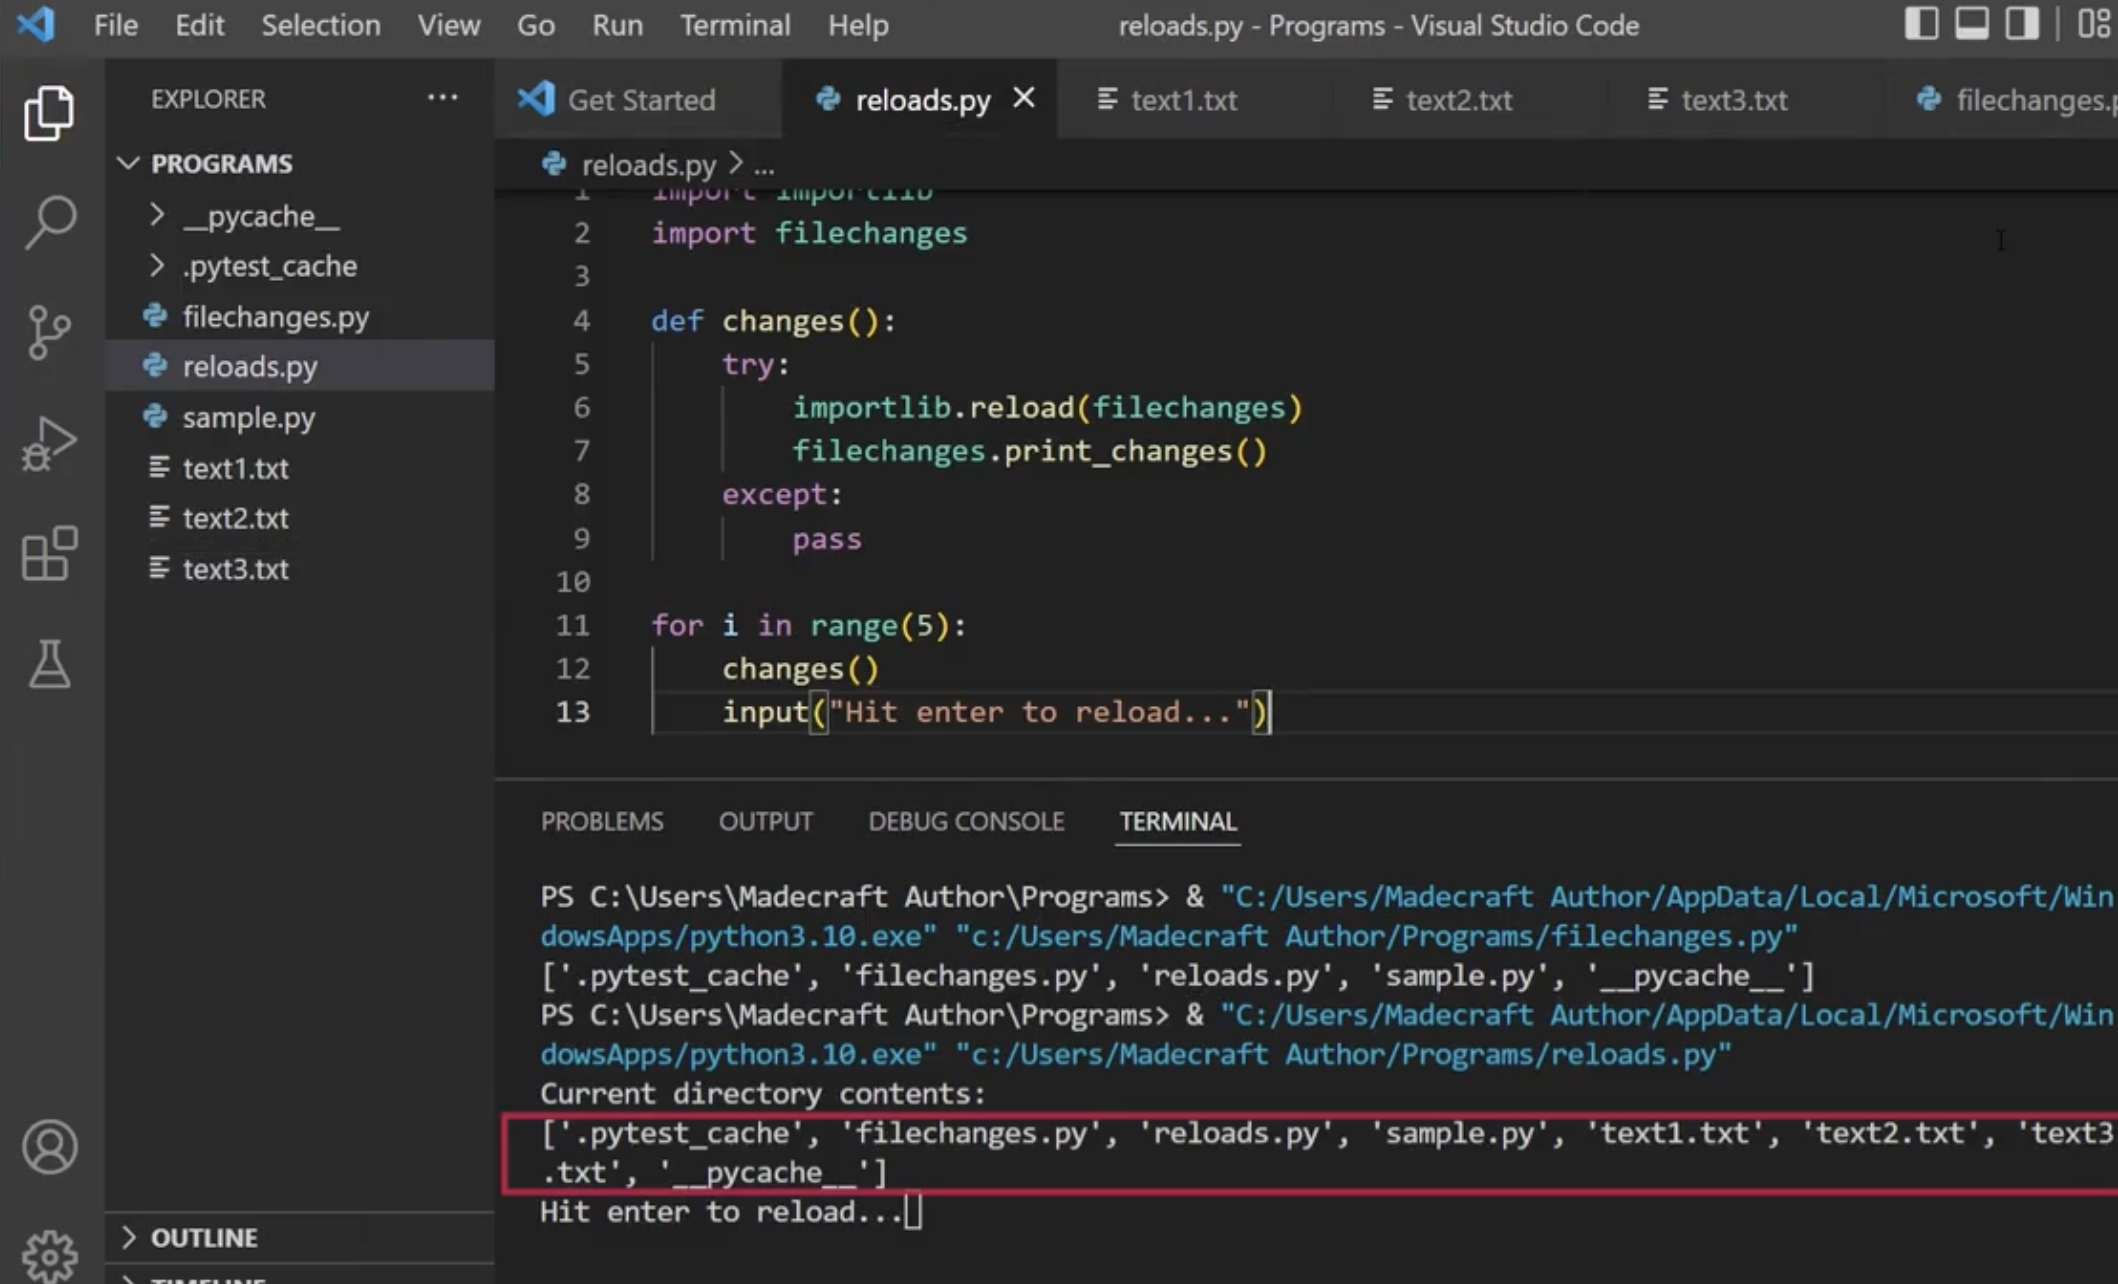 File Edit Selection View Go Run Terminal Help reloads.py - Programs - Visual Studio Code
EXPLORER ...
PROGRAMS
__pycache__
.pytest_cache
filechanges.py
reloads.py
sample.py
text1.txt
text2.txt
text3.txt
OUTLINE
TIMELINE
Get Started reloads.py text1.txt text2.txt text3.txt filechanges.p
reloads.py > ...
1 import importlib
2 import filechanges
3
4 def changes():
5 try:
6 importlib.reload(filechanges)
7 filechanges.print_changes()
8 except:
9 pass
10
11 for i in range(5):
12 changes()
13 input("Hit enter to reload...")
PROBLEMS OUTPUT DEBUG CONSOLE TERMINAL
PS C:\Users\Madecraft Author\Programs> & "C:/Users/Madecraft Author/AppData/Local/Microsoft/Win
dowsApps/python3.10.exe" "c:/Users/Madecraft Author/Programs/filechanges.py"
['.pytest_cache', 'filechanges.py', 'reloads.py', 'sample.py', '__pycache__']
PS C:\Users\Madecraft Author\Programs> & "C:/Users/Madecraft Author/AppData/Local/Microsoft/Win
dowsApps/python3.10.exe" "c:/Users/Madecraft Author/Programs/reloads.py"
Current directory contents:
['.pytest_cache', 'filechanges.py', 'reloads.py', 'sample.py', 'text1.txt', 'text2.txt', 'text3
.txt', '__pycache__']
Hit enter to reload...